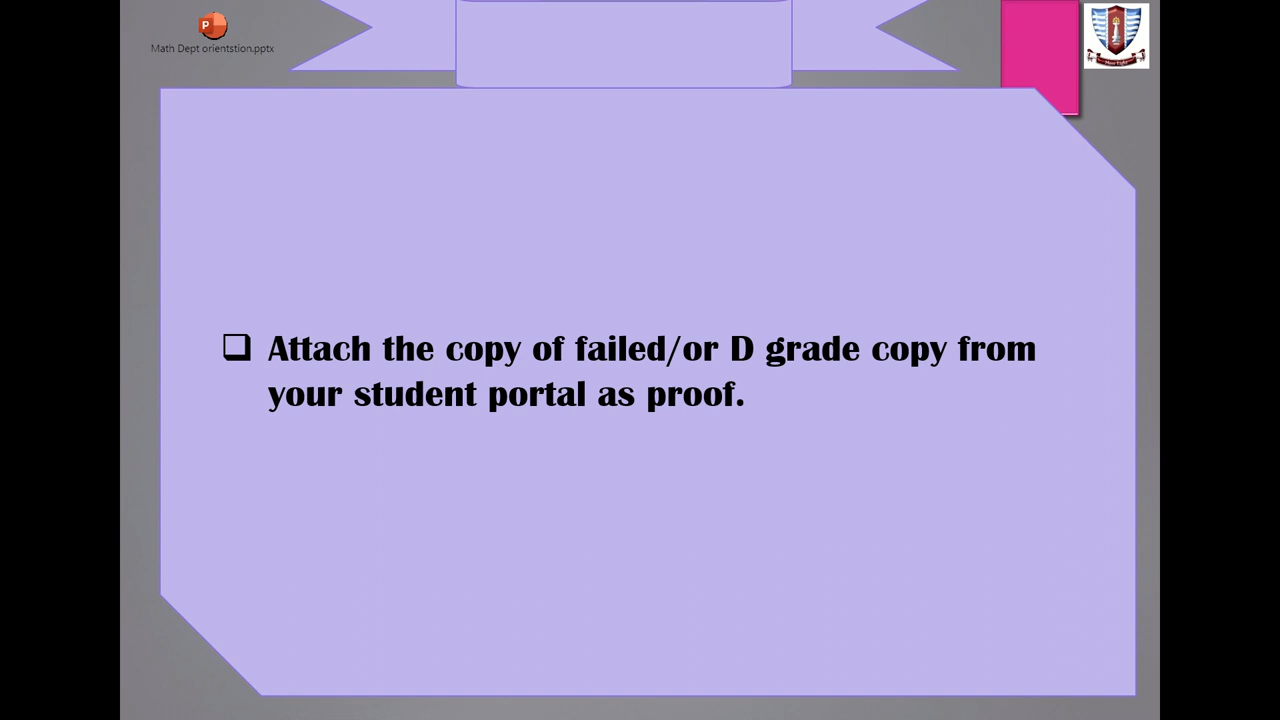 P
Math Dept orientstion.pptx
❑ Attach the copy of failed/or D grade copy from
your student portal as proof.